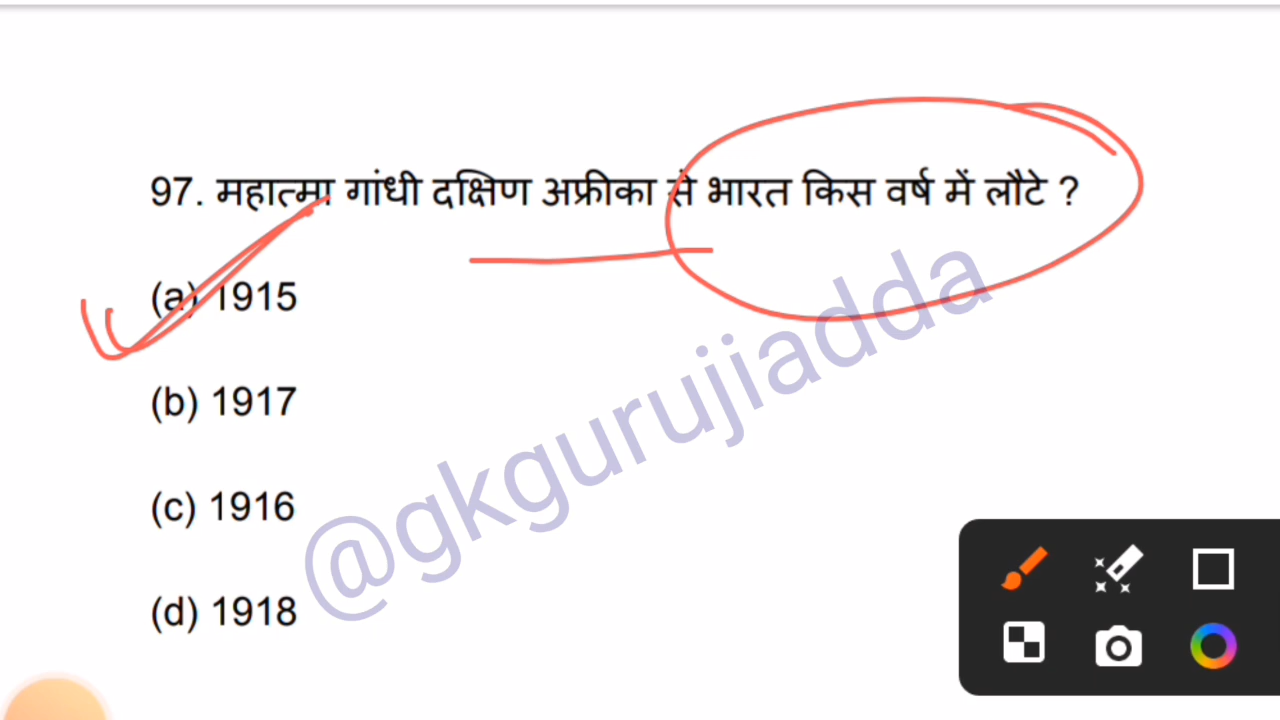 97. महात्मा गांधी दक्षिण अफ्रीका से भारत किस वर्ष में लौटे ?
(a) 1915
(b) 1917
(c) 1916
(d) 1918
@gkgurujiadda